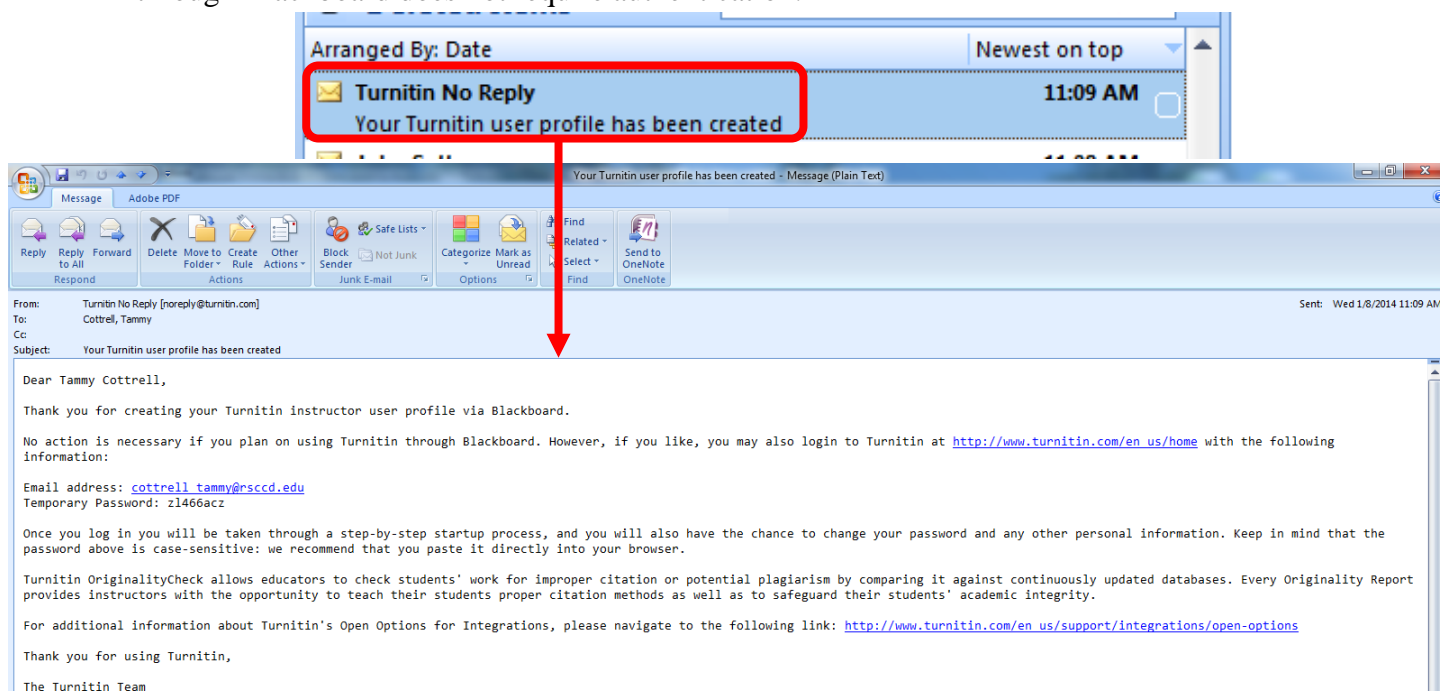 Arranged By: Date Newest on top
Turnitin No Reply 11:09 AM
Your Turnitin user profile has been created
Your Turnitin user profile has been created - Message (Plain Text)
Message Adobe PDF
Reply Reply to All Forward Delete Move to Folder Create Rule Other Actions Block Sender Safe Lists Not Junk Categorize Mark as Unread Find Related Select Send to OneNote
Respond Actions Junk E-mail Options Find OneNote
From: Turnitin No Reply [noreply@turnitin.com] Sent: Wed 1/8/2014 11:09 AM
To: Cottrell, Tammy
Cc:
Subject: Your Turnitin user profile has been created
Dear Tammy Cottrell,
Thank you for creating your Turnitin instructor user profile via Blackboard.
No action is necessary if you plan on using Turnitin through Blackboard. However, if you like, you may also login to Turnitin at http://www.turnitin.com/en_us/home with the following
information:
Email address: cottrell_tammy@rsccd.edu
Temporary Password: zl466acz
Once you log in you will be taken through a step-by-step startup process, and you will also have the chance to change your password and any other personal information. Keep in mind that the
password above is case-sensitive: we recommend that you paste it directly into your browser.
Turnitin OriginalityCheck allows educators to check students' work for improper citation or potential plagiarism by comparing it against continuously updated databases. Every Originality Report
provides instructors with the opportunity to teach their students proper citation methods as well as to safeguard their students' academic integrity.
For additional information about Turnitin's Open Options for Integrations, please navigate to the following link: http://www.turnitin.com/en_us/support/integrations/open-options
Thank you for using Turnitin,
The Turnitin Team